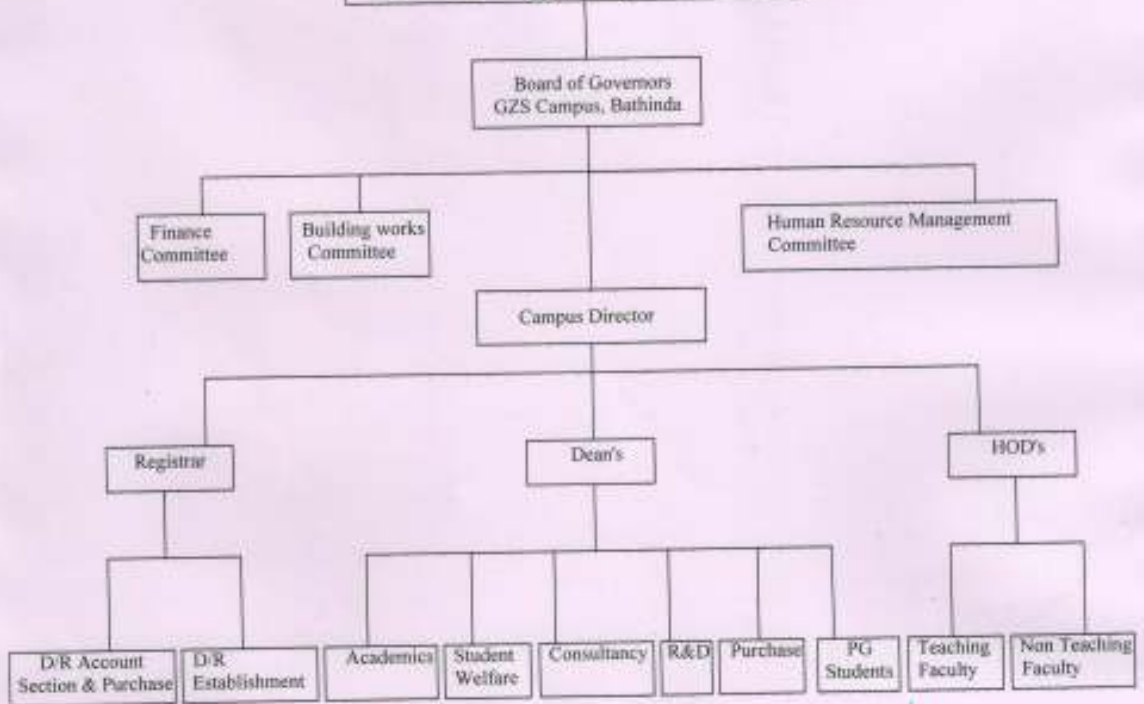 Board of Governors
GZS Campus, Bathinda
Finance
Committee
Building works
Committee
Human Resource Management
Committee
Campus Director
Registrar
Dean's
HOD's
D/R Account
Section & Purchase
D/R
Establishment
Academics
Student
Welfare
Consultancy
R&D
Purchase
PG
Students
Teaching
Faculty
Non Teaching
Faculty